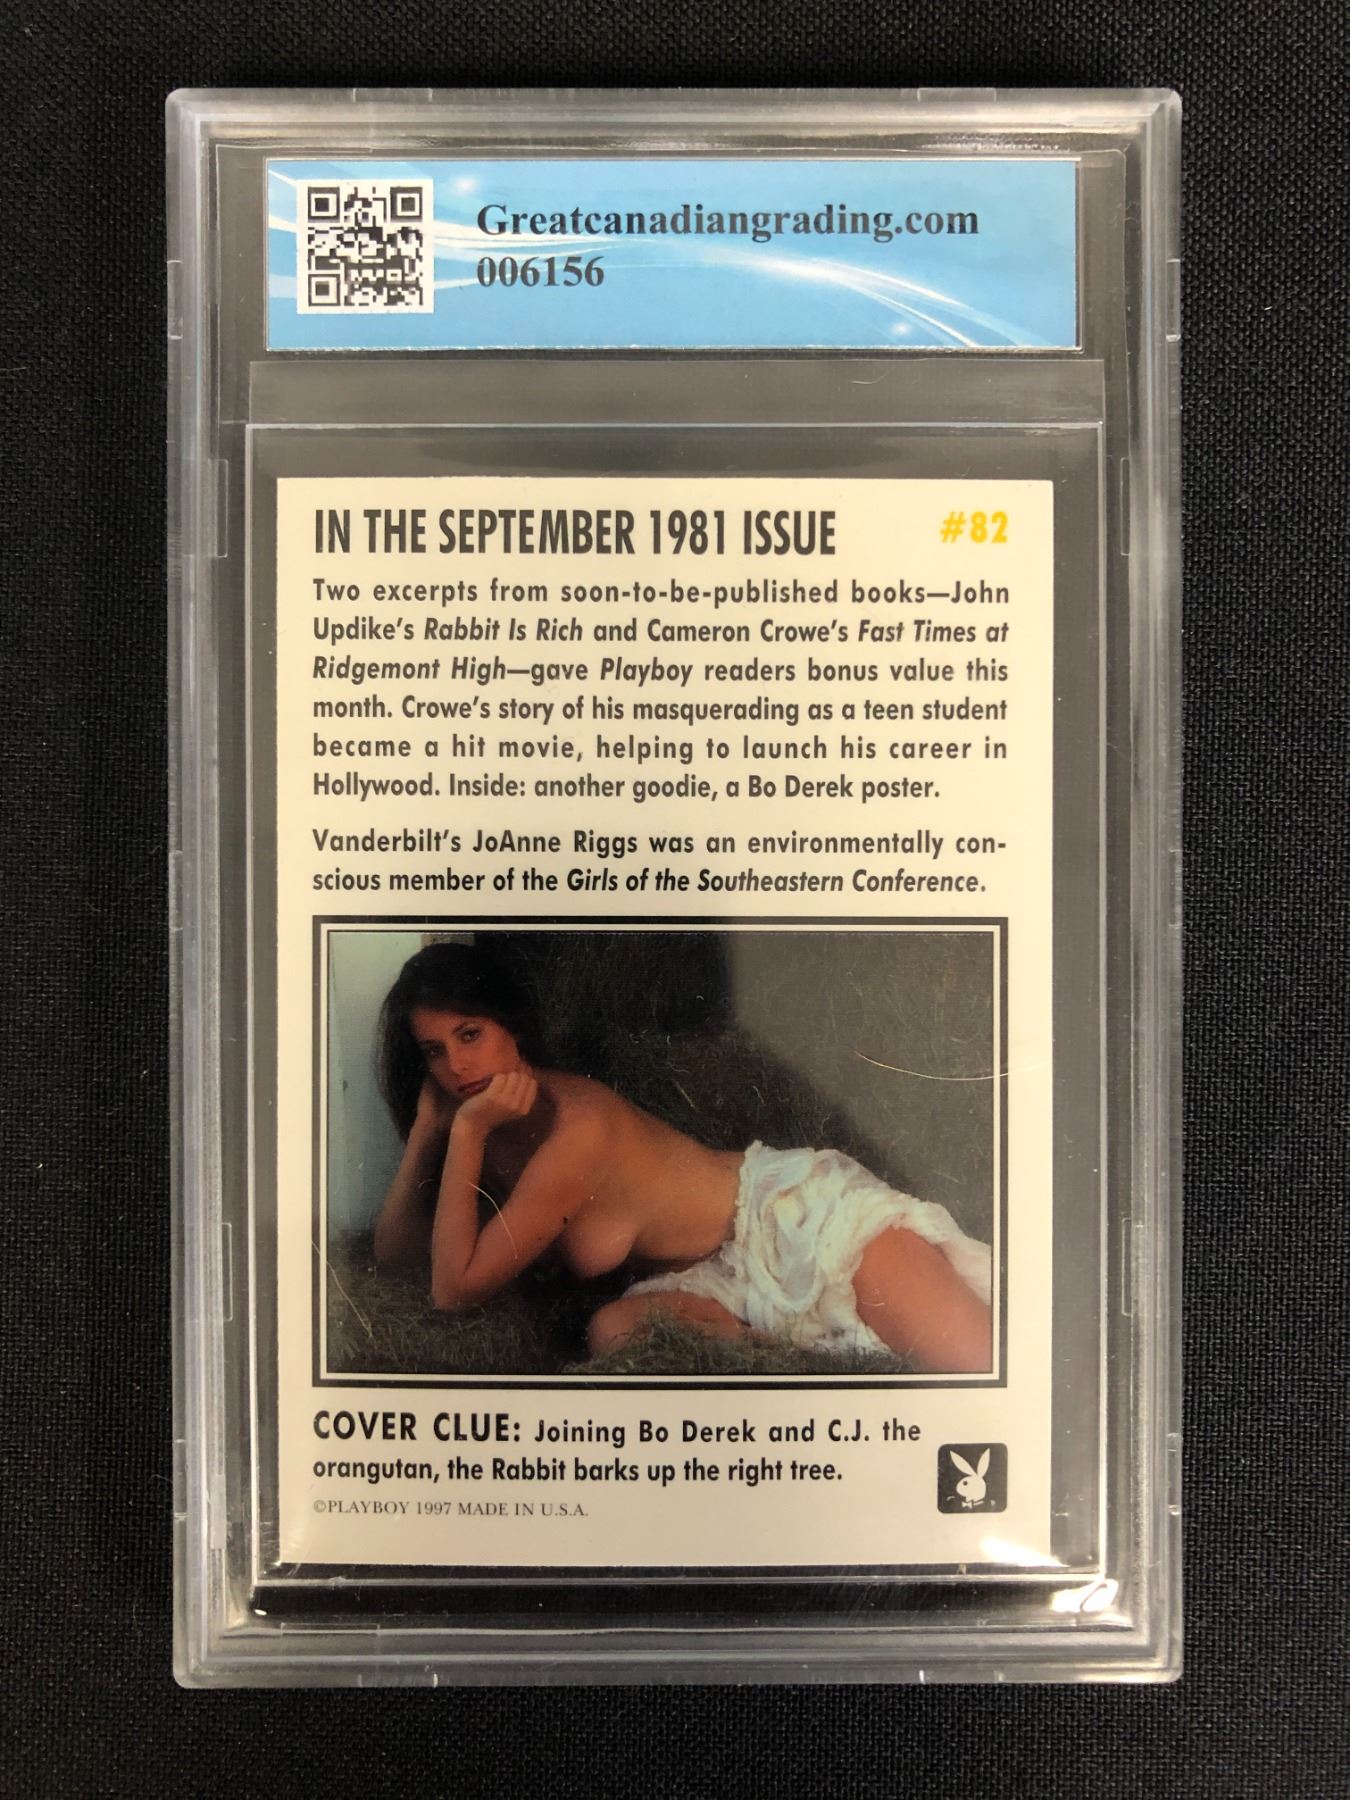 Greatcanadiangrading.com
006156
IN THE SEPTEMBER 1981 ISSUE #82
Two excerpts from soon-to-be-published books—John
Updike's Rabbit Is Rich and Cameron Crowe's Fast Times at
Ridgemont High—gave Playboy readers bonus value this
month. Crowe's story of his masquerading as a teen student
became a hit movie, helping to launch his career in
Hollywood. Inside: another goodie, a Bo Derek poster.
Vanderbilt's JoAnne Riggs was an environmentally con-
scious member of the Girls of the Southeastern Conference.
COVER CLUE: Joining Bo Derek and C.J. the
orangutan, the Rabbit barks up the right tree.
©PLAYBOY 1997 MADE IN U.S.A.